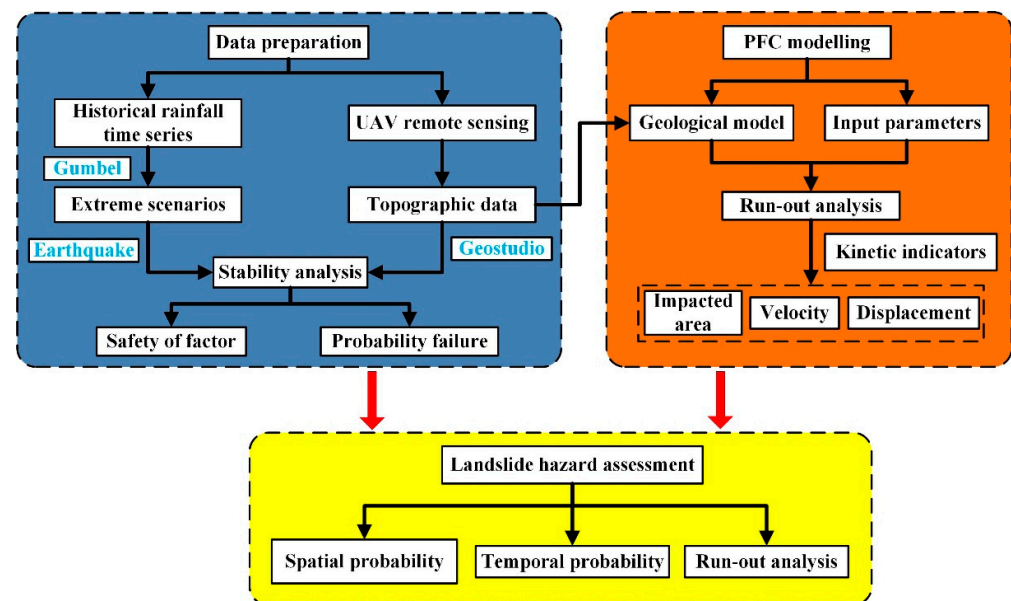 Data preparation
Historical rainfall
time series
UAV remote sensing
Gumbel
Extreme scenarios
Topographic data
Earthquake
Geostudio
Stability analysis
Safety of factor
Probability failure
PFC modelling
Geological model
Input parameters
Run-out analysis
Kinetic indicators
Impacted
area
Velocity
Displacement
Landslide hazard assessment
Spatial probability
Temporal probability
Run-out analysis